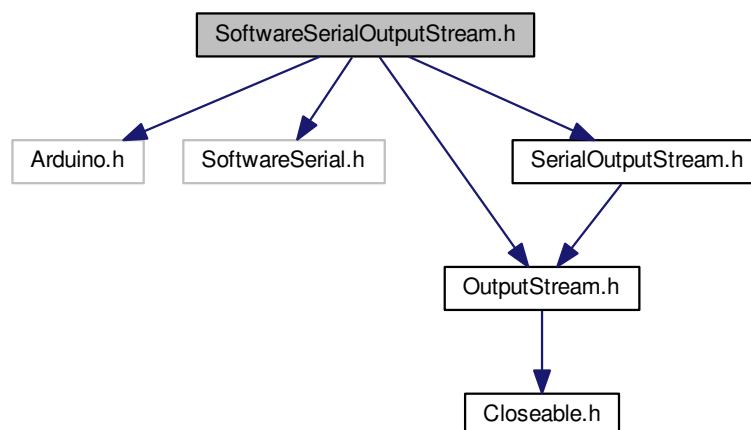 SoftwareSerialOutputStream.h
Arduino.h
SoftwareSerial.h
SerialOutputStream.h
OutputStream.h
Closeable.h